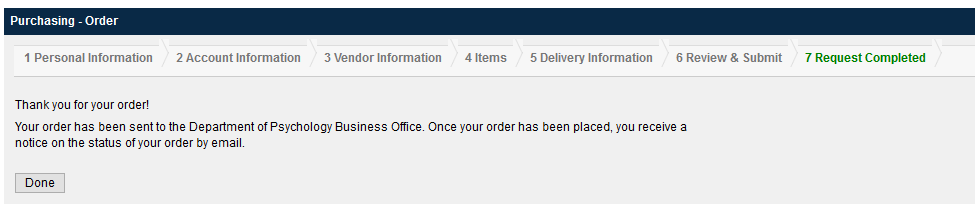 Purchasing - Order
1 Personal Information 2 Account Information 3 Vendor Information 4 Items 5 Delivery Information 6 Review & Submit 7 Request Completed
Thank you for your order!
Your order has been sent to the Department of Psychology Business Office. Once your order has been placed, you receive a
notice on the status of your order by email.
Done